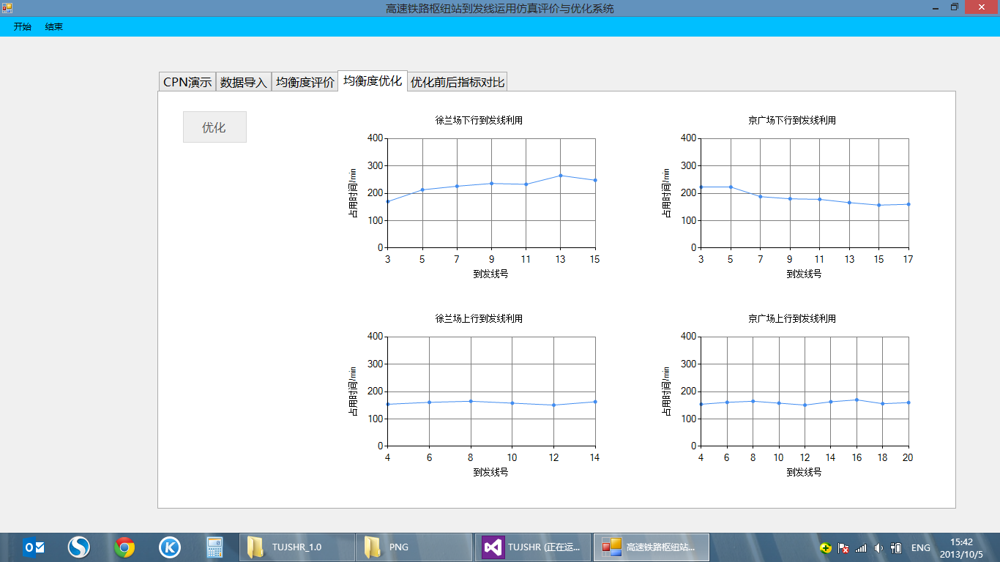 高速铁路枢纽站到发线运用仿真评价与优化系统
开始 结束
CPN演示 数据导入 均衡度评价 均衡度优化 优化前后指标对比
优化
徐兰场下行到发线利用
400
300
200
100
0
占用时间/min
3 5 7 9 11 13 15
到发线号
京广场下行到发线利用
400
300
200
100
0
占用时间/min
3 5 7 9 11 13 15 17
到发线号
徐兰场上行到发线利用
400
300
200
100
0
占用时间/min
4 6 8 10 12 14
到发线号
京广场上行到发线利用
400
300
200
100
0
占用时间/min
4 6 8 10 12 14 16 18 20
到发线号
TUJSHR_1.0
PNG
TUJSHR (正在运...
高速铁路枢纽站...
ENG
15:42
2013/10/5